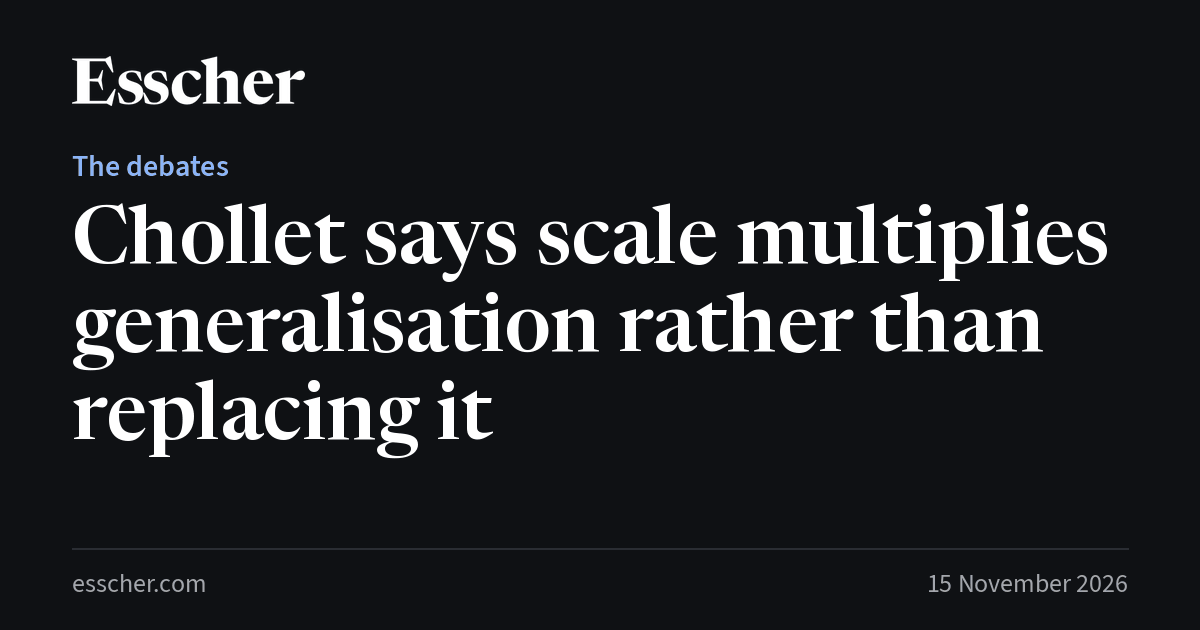 Esscher
The debates
Chollet says scale multiplies
generalisation rather than
replacing it
esscher.com
15 November 2026